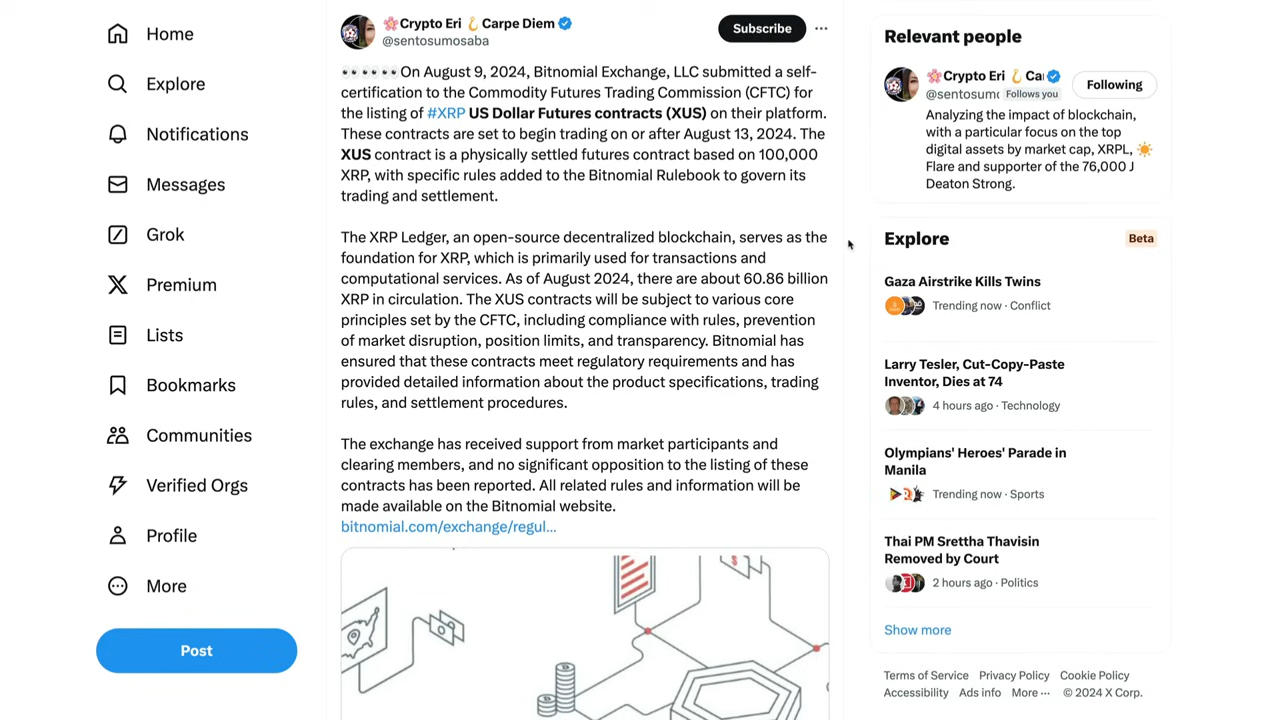 Home
Explore
Notifications
Messages
Grok
Premium
Lists
Bookmarks
Communities
Verified Orgs
Profile
More
Post
🌸Crypto Eri 🪝Carpe Diem
@sentosumosaba
Subscribe
👀👀👀On August 9, 2024, Bitnomial Exchange, LLC submitted a self-
certification to the Commodity Futures Trading Commission (CFTC) for
the listing of #XRP US Dollar Futures contracts (XUS) on their platform.
These contracts are set to begin trading on or after August 13, 2024. The
XUS contract is a physically settled futures contract based on 100,000
XRP, with specific rules added to the Bitnomial Rulebook to govern its
trading and settlement.
The XRP Ledger, an open-source decentralized blockchain, serves as the
foundation for XRP, which is primarily used for transactions and
computational services. As of August 2024, there are about 60.86 billion
XRP in circulation. The XUS contracts will be subject to various core
principles set by the CFTC, including compliance with rules, prevention
of market disruption, position limits, and transparency. Bitnomial has
ensured that these contracts meet regulatory requirements and has
provided detailed information about the product specifications, trading
rules, and settlement procedures.
The exchange has received support from market participants and
clearing members, and no significant opposition to the listing of these
contracts has been reported. All related rules and information will be
made available on the Bitnomial website.
bitnomial.com/exchange/regul...
Relevant people
🌸Crypto Eri 🪝Ca
@sentosumo Follows you
Following
Analyzing the impact of blockchain,
with a particular focus on the top
digital assets by market cap, XRPL, ☀️
Flare and supporter of the 76,000 J
Deaton Strong.
Explore
Beta
Gaza Airstrike Kills Twins
Trending now · Conflict
Larry Tesler, Cut-Copy-Paste
Inventor, Dies at 74
4 hours ago · Technology
Olympians' Heroes' Parade in
Manila
Trending now · Sports
Thai PM Srettha Thavisin
Removed by Court
2 hours ago · Politics
Show more
Terms of Service Privacy Policy Cookie Policy
Accessibility Ads info More ··· © 2024 X Corp.